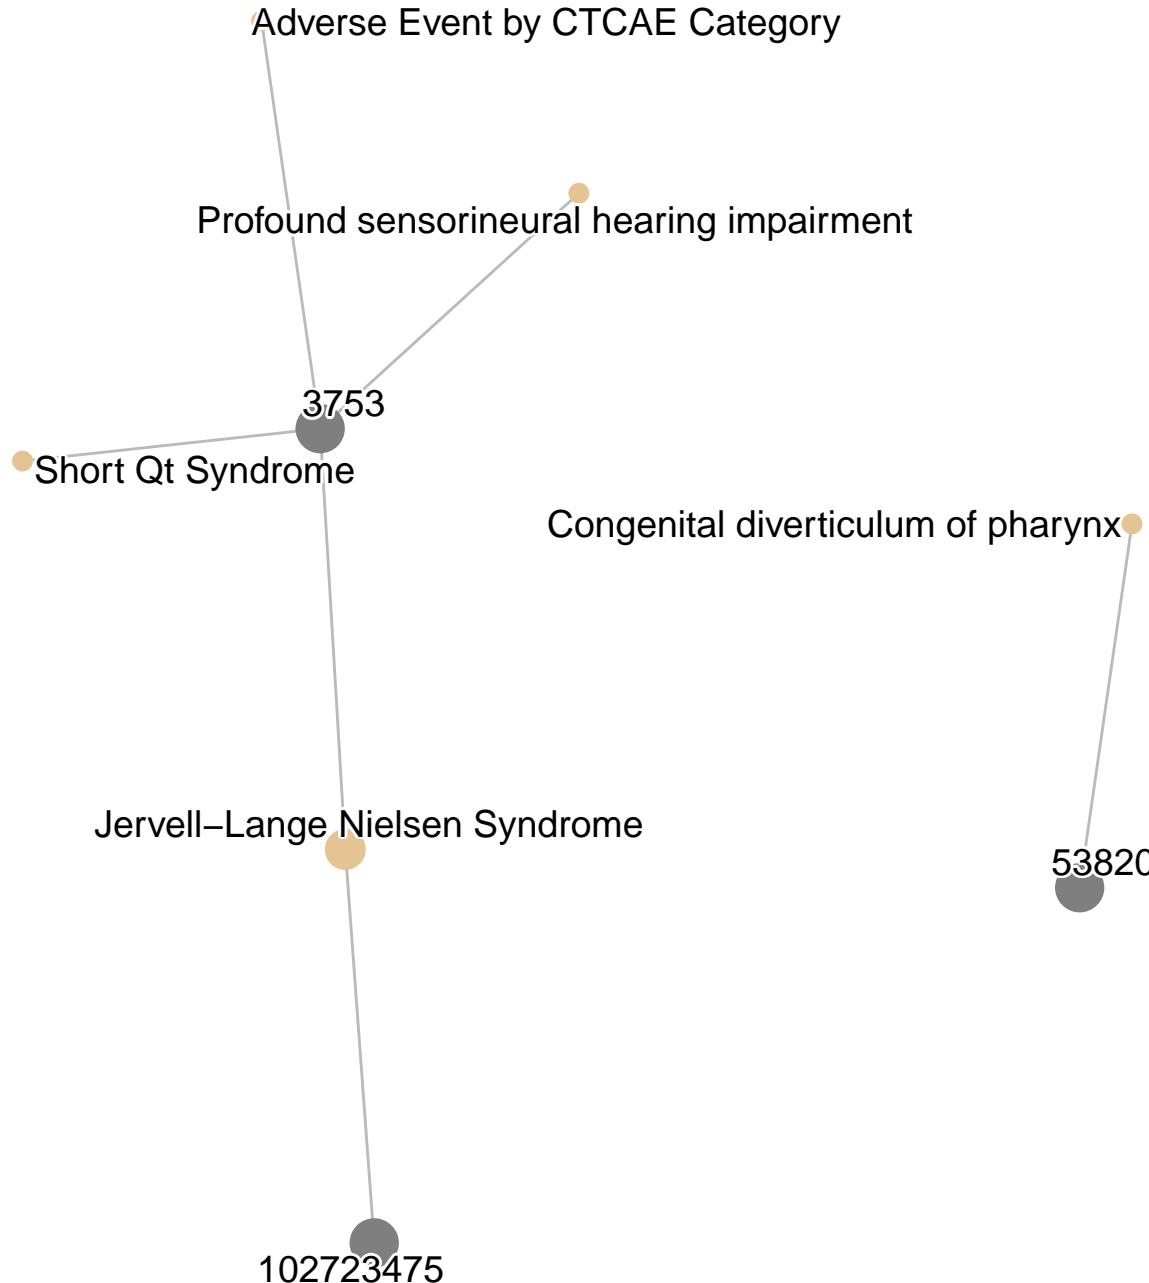 Adverse Event by CTCAE Category
Profound sensorineural hearing impairment
3753
Short Qt Syndrome
Congenital diverticulum of pharynx
Jervell−Lange Nielsen Syndrome
53820
102723475